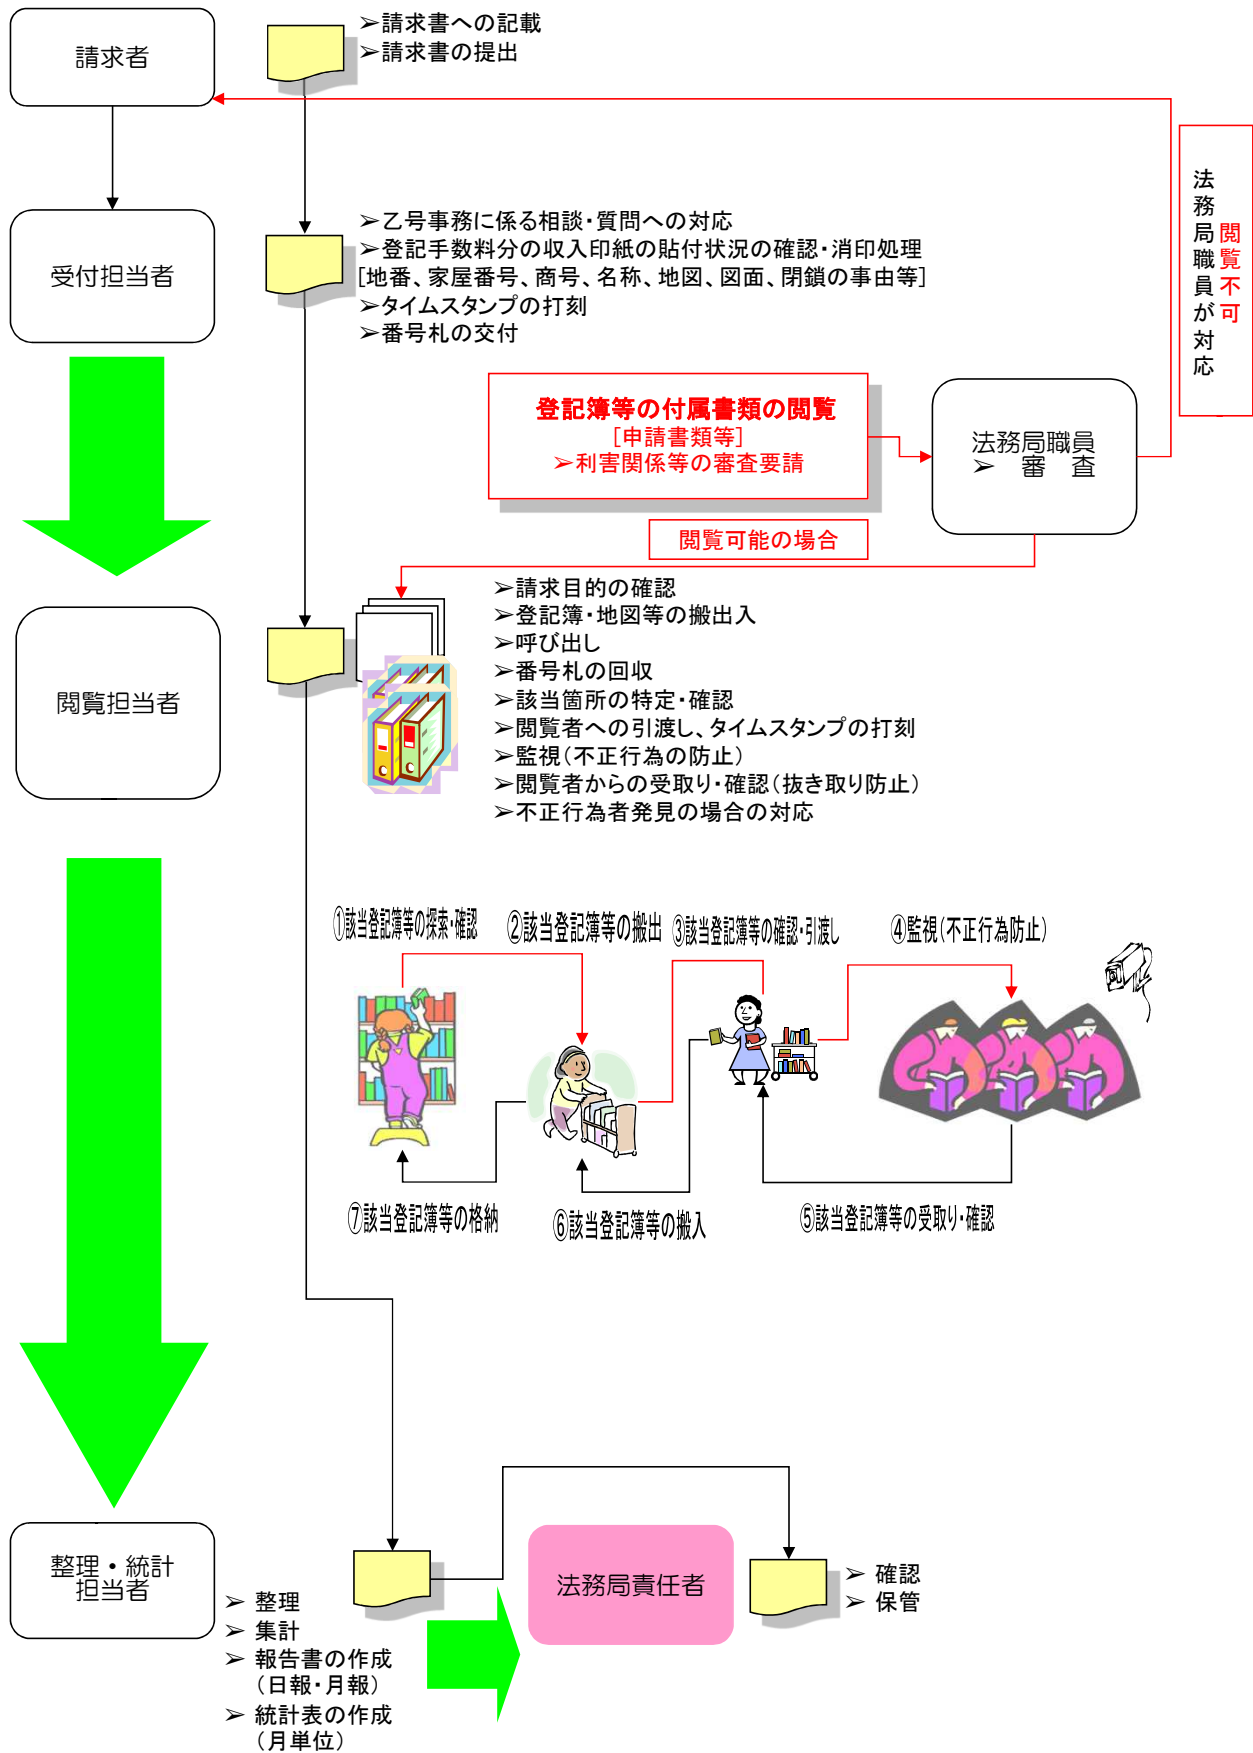 請求者
➢請求書への記載
➢請求書の提出
受付担当者
➢乙号事務に係る相談・質問への対応
➢登記手数料分の収入印紙の貼付状況の確認・消印処理
[地番、家屋番号、商号、名称、地図、図面、閉鎖の事由等]
➢タイムスタンプの打刻
➢番号札の交付
法務局職員が対応
閲覧不可
登記簿等の付属書類の閲覧
[申請書類等]
➢利害関係等の審査要請
法務局職員
➢ 審 査
閲覧可能の場合
閲覧担当者
➢請求目的の確認
➢登記簿・地図等の搬出入
➢呼び出し
➢番号札の回収
➢該当箇所の特定・確認
➢閲覧者への引渡し、タイムスタンプの打刻
➢監視(不正行為の防止)
➢閲覧者からの受取り・確認(抜き取り防止)
➢不正行為者発見の場合の対応
①該当登記簿等の探索・確認
②該当登記簿等の搬出
③該当登記簿等の確認・引渡し
④監視(不正行為防止)
⑦該当登記簿等の格納
⑥該当登記簿等の搬入
⑤該当登記簿等の受取り・確認
整理・統計
担当者
➢ 整理
➢ 集計
➢ 報告書の作成
(日報・月報)
➢ 統計表の作成
(月単位)
法務局責任者
➢ 確認
➢ 保管